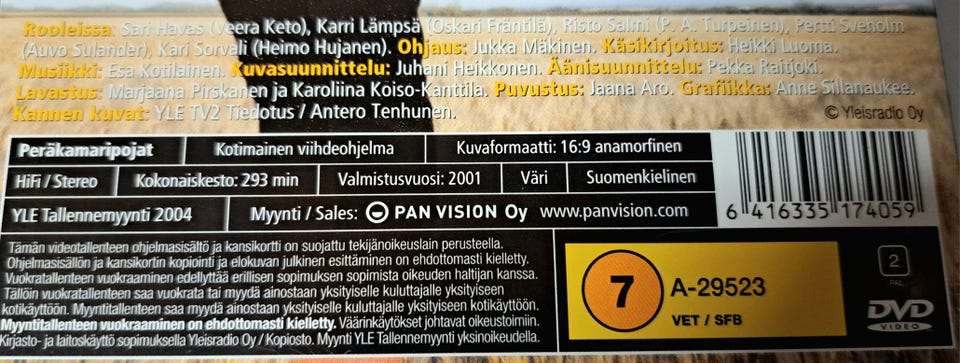 Rooleissa: Sari Havas (Veera Keto), Karri Lämpsä (Oskari Fräntilä), Risto Salmi (P. A. Turpeinen), Pertti Sveholm
(Auvo Sulander), Kari Sorvali (Heimo Hujanen). Ohjaus: Jukka Mäkinen. Käsikirjoitus: Heikki Luoma.
Musiikki: Esa Kotilainen. Kuvasuunnittelu: Juhani Heikkonen. Äänisuunnittelu: Pekka Raitjoki.
Lavastus: Marjaana Pirskanen ja Karoliina Koiso-Kanttila. Puvustus: Jaana Aro. Grafiikka: Anne Sillanaukee.
Kannen kuvat: YLE TV2 Tiedotus / Antero Tenhunen.
© Yleisradio Oy
Peräkamaripojat Kotimainen viihdeohjelma Kuvaformaatti: 16:9 anamorfinen
HiFi / Stereo Kokonaiskesto: 293 min Valmistusvuosi: 2001 Väri Suomenkielinen
YLE Tallennemyynti 2004 Myynti / Sales: PAN VISION Oy www.panvision.com
6 416335 174059
Tämän videotallenteen ohjelmasisältö ja kansikortti on suojattu tekijänoikeuslain perusteella.
Ohjelmasisällön ja kansikortin kopiointi ja elokuvan julkinen esittäminen on ehdottomasti kielletty.
Vuokratallenteen vuokraaminen edellyttää erillisen sopimuksen sopimista oikeuden haltijan kanssa.
Tällöin vuokratallenteen saa vuokrata tai myydä ainostaan yksityiselle kuluttajalle yksityiseen
kotikäyttöön. Myyntitallenteen saa myydä ainostaan yksityiselle kuluttajalle yksityiseen kotikäyttöön.
Myyntitallenteen vuokraaminen on ehdottomasti kielletty. Väärinkäytökset johtavat oikeustoimiin.
Kirjasto- ja laitoskäyttö sopimuksella Yleisradio Oy / Kopiosto. Myynti YLE Tallennemyynti yksinoikeudella.
7
A-29523
VET / SFB
2
PAL
DVD
VIDEO